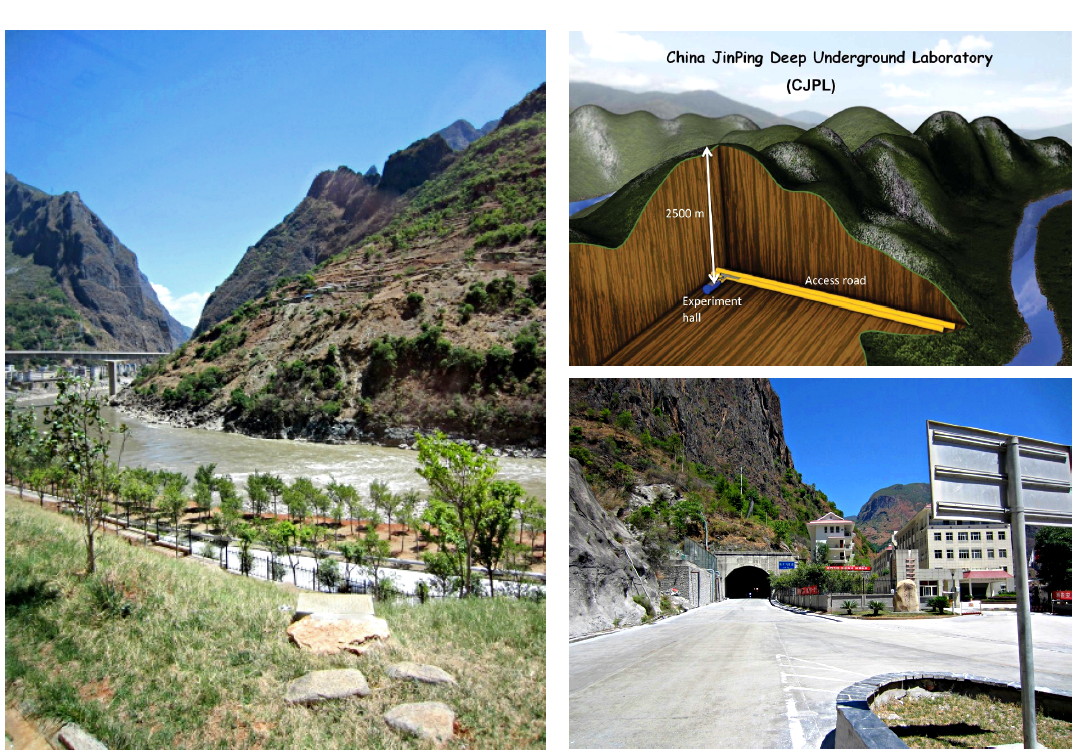 China JinPing Deep Underground Laboratory
(CJPL)
2500 m
Access road
Experiment
hall